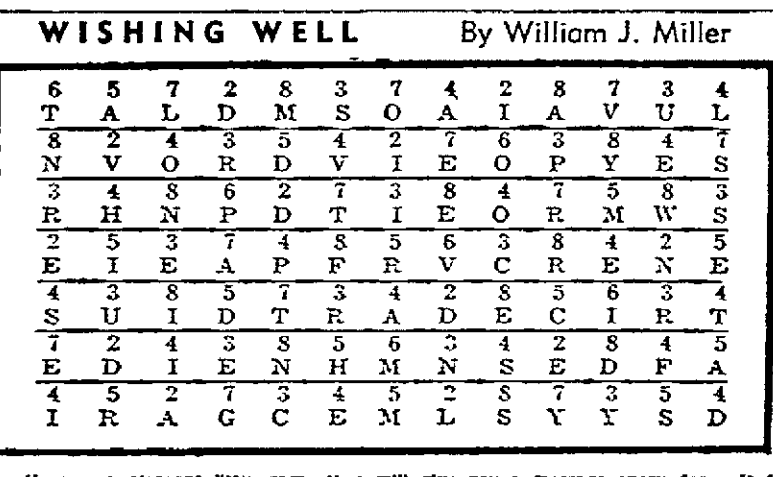 WISHING WELL By William J. Miller
6 5 7 2 8 3 7 4 2 8 7 3 4
T A L D M S O A I A V U L
8 2 4 3 5 4 2 7 6 3 8 4 7
N V O R D V I E O P Y E S
3 4 8 6 2 7 3 8 4 7 5 8 3
R H N P D T I E O R M W S
2 5 3 7 4 8 5 6 3 8 4 2 5
E I E A P F R V C R E N E
4 3 8 5 7 3 4 2 8 5 6 3 4
S U I D T R A D E C I R T
7 2 4 3 8 5 6 3 4 2 8 4 5
E D I E N H M N S E D F A
4 5 2 7 3 4 5 2 8 7 3 5 4
I R A G C E M L S Y Y S D